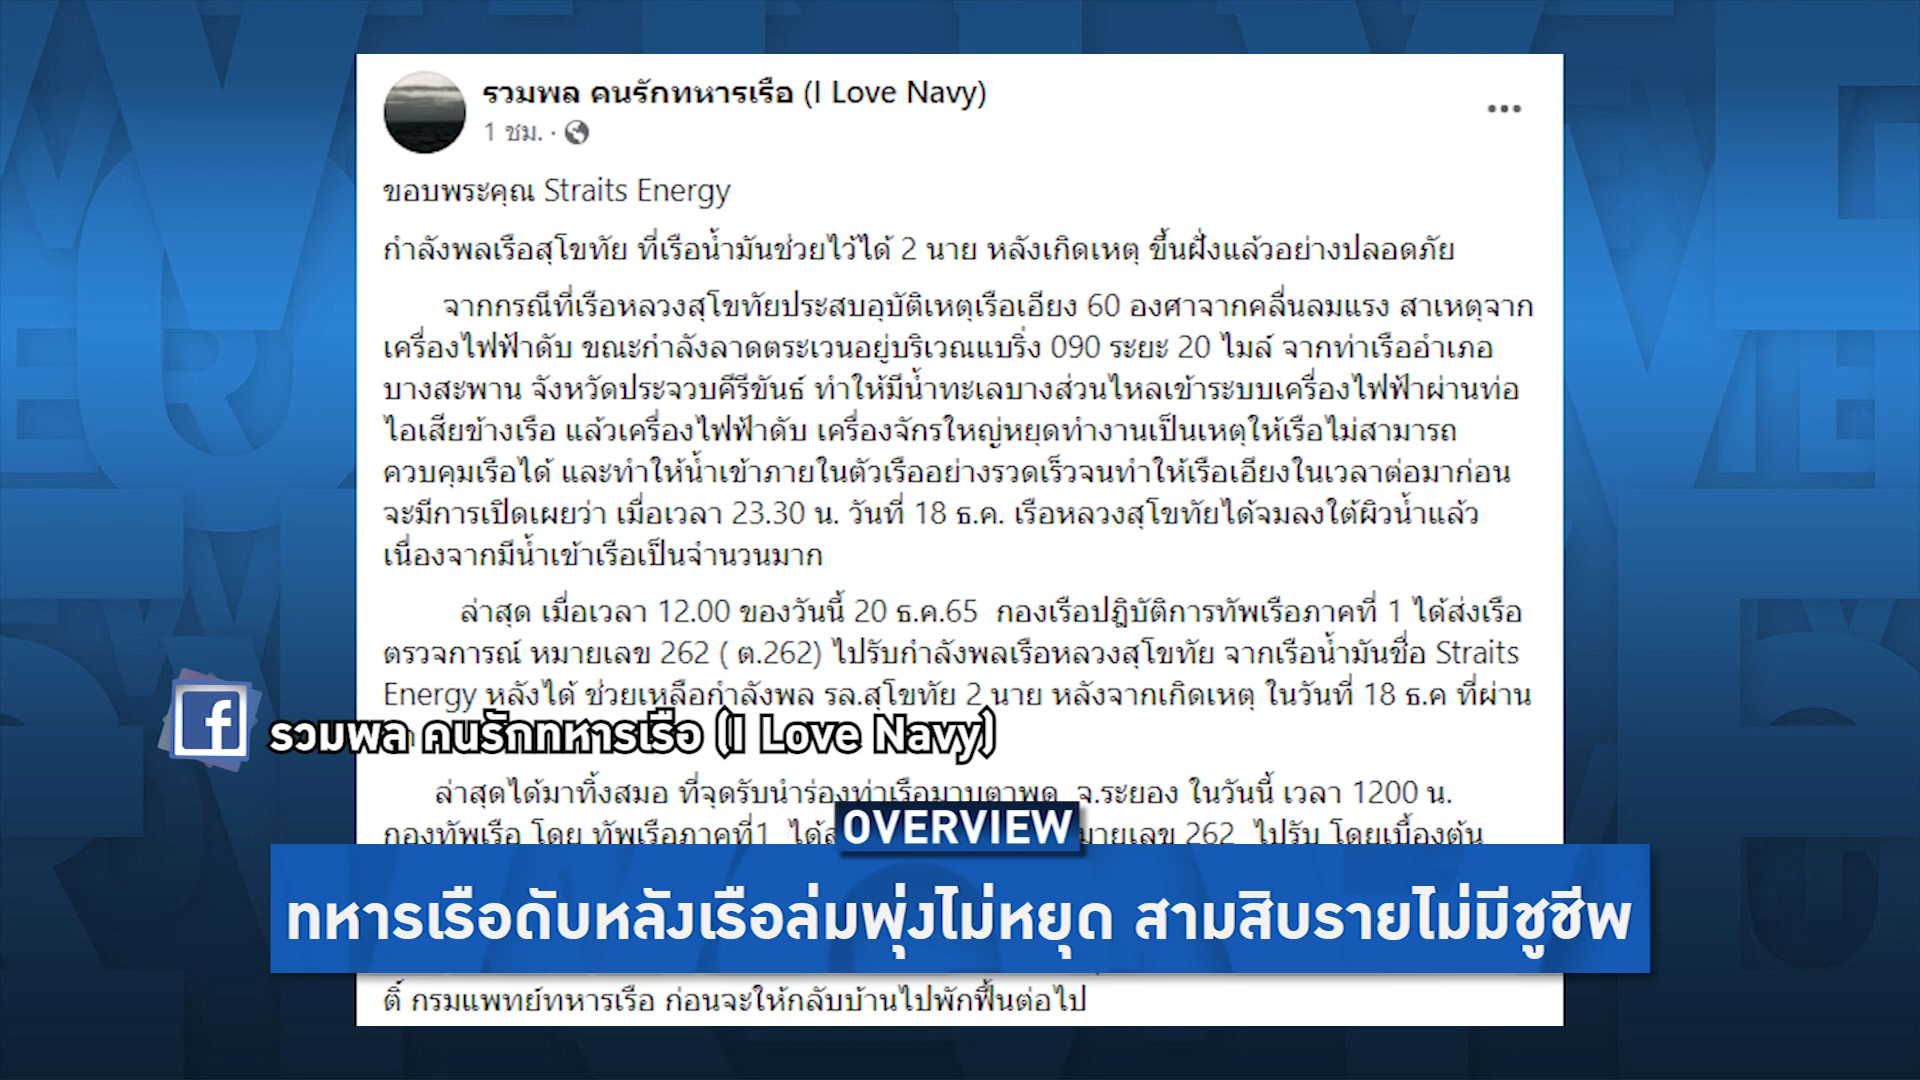 รวมพล คนรักทหารเรือ (I Love Navy)
1 ชม. ·
ขอบพระคุณ Straits Energy
กำลังพลเรือสุโขทัย ที่เรือน้ำมันช่วยไว้ได้ 2 นาย หลังเกิดเหตุ ขึ้นฝั่งแล้วอย่างปลอดภัย
จากกรณีที่เรือหลวงสุโขทัยประสบอุบัติเหตุเรือเอียง 60 องศาจากคลื่นลมแรง สาเหตุจาก
เครื่องไฟฟ้าดับ ขณะกำลังลาดตระเวนอยู่บริเวณแบริ่ง 090 ระยะ 20 ไมล์ จากท่าเรืออำเภอ
บางสะพาน จังหวัดประจวบคีรีขันธ์ ทำให้มีน้ำทะเลบางส่วนไหลเข้าระบบเครื่องไฟฟ้าผ่านท่อ
ไอเสียข้างเรือ แล้วเครื่องไฟฟ้าดับ เครื่องจักรใหญ่หยุดทำงานเป็นเหตุให้เรือไม่สามารถ
ควบคุมเรือได้ และทำให้น้ำเข้าภายในตัวเรืออย่างรวดเร็วจนทำให้เรือเอียงในเวลาต่อมาก่อน
จะมีการเปิดเผยว่า เมื่อเวลา 23.30 น. วันที่ 18 ธ.ค. เรือหลวงสุโขทัยได้จมลงใต้ผิวน้ำแล้ว
เนื่องจากมีน้ำเข้าเรือเป็นจำนวนมาก
ล่าสุด เมื่อเวลา 12.00 ของวันนี้ 20 ธ.ค.65 กองเรือปฎิบัติการทัพเรือภาคที่ 1 ได้ส่งเรือ
ตรวจการณ์ หมายเลข 262 ( ต.262) ไปรับกำลังพลเรือหลวงสุโขทัย จากเรือน้ำมันชื่อ Straits
Energy หลังได้ ช่วยเหลือกำลังพล รล.สุโขทัย 2 นาย หลังจากเกิดเหตุ ในวันที่ 18 ธ.ค ที่ผ่าน
รวมพล คนรักทหารเรือ (I Love Navy)
ล่าสุดได้มาทิ้งสมอ ที่จุดรับนำร่องท่าเรือมาบตาพุด จ.ระยอง ในวันนี้ เวลา 1200 น.
กองทัพเรือ โดย ทัพเรือภาคที่1 262 ไปรับ โดยเบื้องต้น
OVERVIEW
ทหารเรือดับหลังเรือล่มพุ่งไม่หยุด สามสิบรายไม่มีชูชีพ
ติ์ กรมแพทย์ทหารเรือ ก่อนจะให้กลับบ้านไปพักฟื้นต่อไป